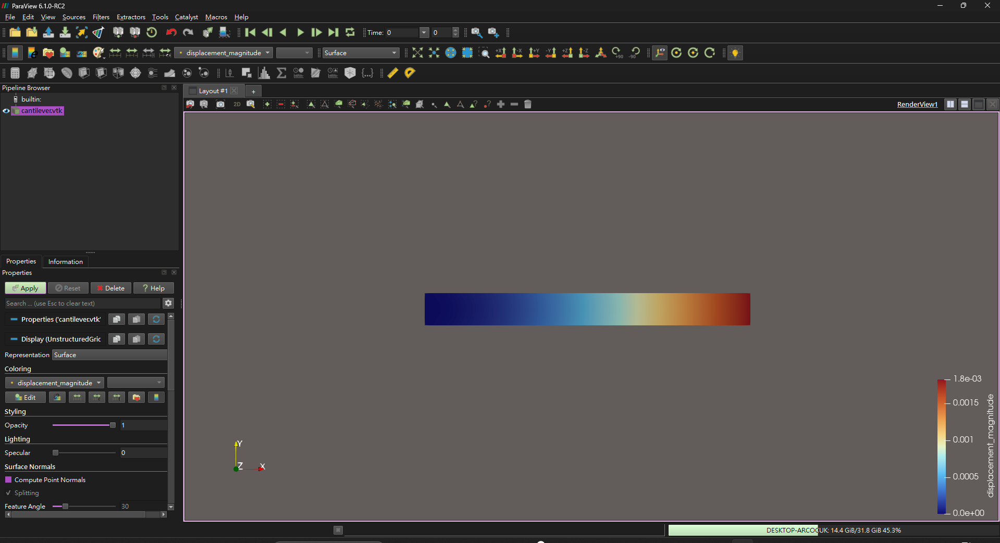 ParaView 6.1.0-RC2
File Edit View Sources Filters Extractors Tools Catalyst Macros Help
Time: 0 0
displacement_magnitude Surface +X -X +Y -Y +Z -Z +90 -90
Pipeline Browser
builtin:
cantilever.vtk
Layout #1 +
2D RenderView1
Properties Information
Properties
Apply Reset Delete ? Help
Search ... (use Esc to clear text)
Properties ('cantilever.vtk'
Display (UnstructuredGric
Representation Surface
Coloring
displacement_magnitude
Edit
Styling
Opacity 1
Lighting
Specular 0
Surface Normals
Compute Point Normals
Splitting
Feature Angle 30
Y
Z X
1.8e-03
0.0015
0.001
0.0005
0.0e+00
displacement_magnitude
DESKTOP-ARCOCUK: 14.4 GiB/31.8 GiB 45.3%